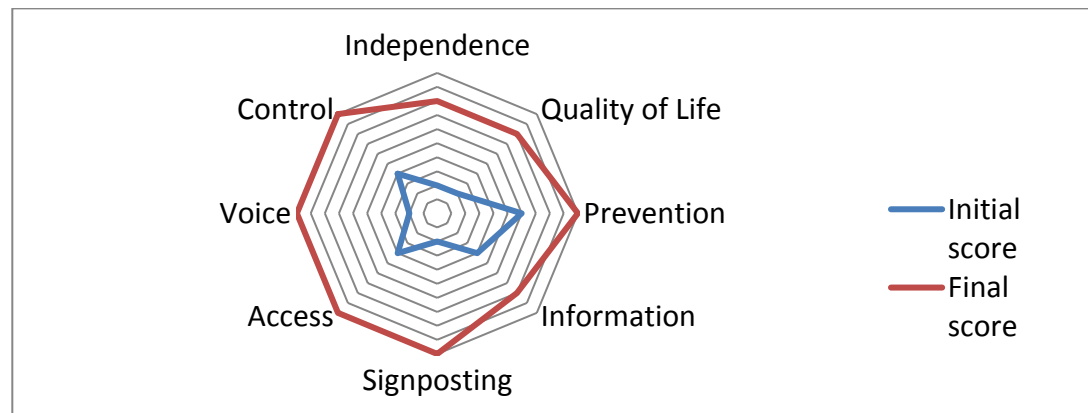 Independence
Control
Quality of Life
Voice
Prevention
Initial
score
Final
score
Access
Information
Signposting